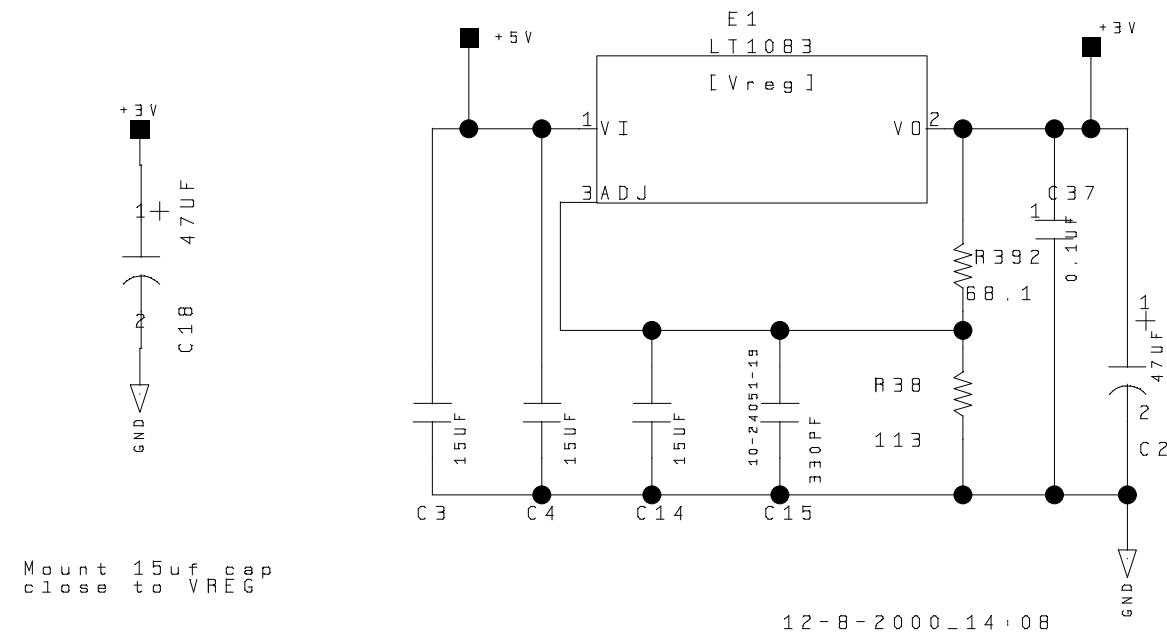 E1
LT1083
[Vreg]
+5V
+3V
+3V
1
VI
VO
2
3
ADJ
1
47UF
2
C18
GND
C37
1
0.1UF
R392
68.1
1
47UF
2
C2
R38
113
15UF
15UF
15UF
10-24051-19
330PF
C3
C4
C14
C15
GND
Mount 15uf cap
close to VREG
12-8-2000_14:08